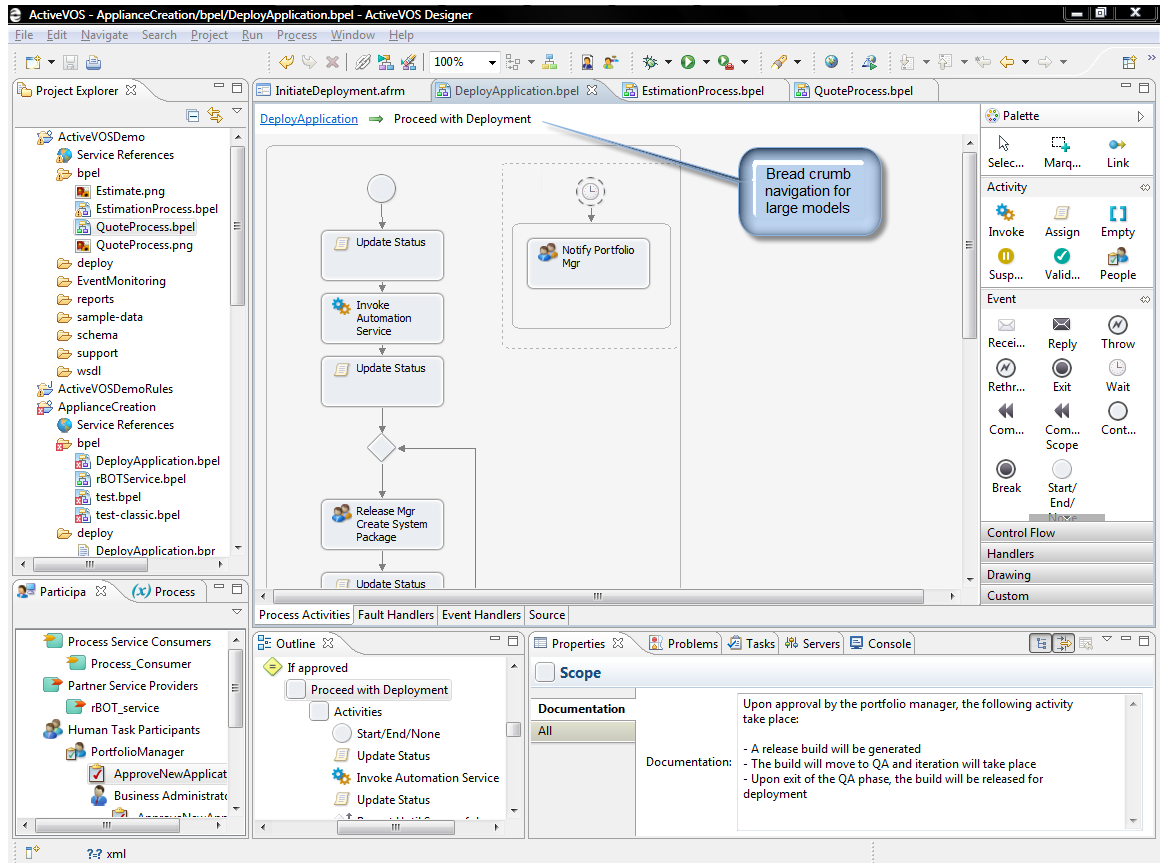 ActiveVOS - ApplianceCreation/bpel/DeployApplication.bpel - ActiveVOS Designer
File Edit Navigate Search Project Run Process Window Help
100%
Project Explorer
ActiveVOSDemo
Service References
bpel
Estimate.png
EstimationProcess.bpel
QuoteProcess.bpel
QuoteProcess.png
deploy
EventMonitoring
reports
sample-data
schema
support
wsdl
ActiveVOSDemoRules
ApplianceCreation
Service References
bpel
DeployApplication.bpel
rBOTService.bpel
test.bpel
test-classic.bpel
deploy
DeployApplication.bpr
InitiateDeployment.afrm DeployApplication.bpel EstimationProcess.bpel QuoteProcess.bpel
DeployApplication Proceed with Deployment
Bread crumb
navigation for
large models
Update Status
Invoke
Automation
Service
Update Status
Release Mgr
Create System
Package
Update Status
Notify Portfolio
Mgr
Process Activities Fault Handlers Event Handlers Source
Palette
Selec... Marq... Link
Activity
Invoke Assign Empty
Susp... Valid... People
Event
Recei... Reply Throw
Rethr... Exit Wait
Com... Com... Cont...
Scope
Break Start/
End/
None
Control Flow
Handlers
Drawing
Custom
Participa (x) Process
Process Service Consumers
Process_Consumer
Partner Service Providers
rBOT_service
Human Task Participants
PortfolioManager
ApproveNewApplicat
Business Administrato
Outline
If approved
Proceed with Deployment
Activities
Start/End/None
Update Status
Invoke Automation Service
Update Status
Properties Problems Tasks Servers Console
Scope
Documentation
All
Documentation:
Upon approval by the portfolio manager, the following activity
take place:
- A release build will be generated
- The build will move to QA and iteration will take place
- Upon exit of the QA phase, the build will be released for
deployment
?-? xml